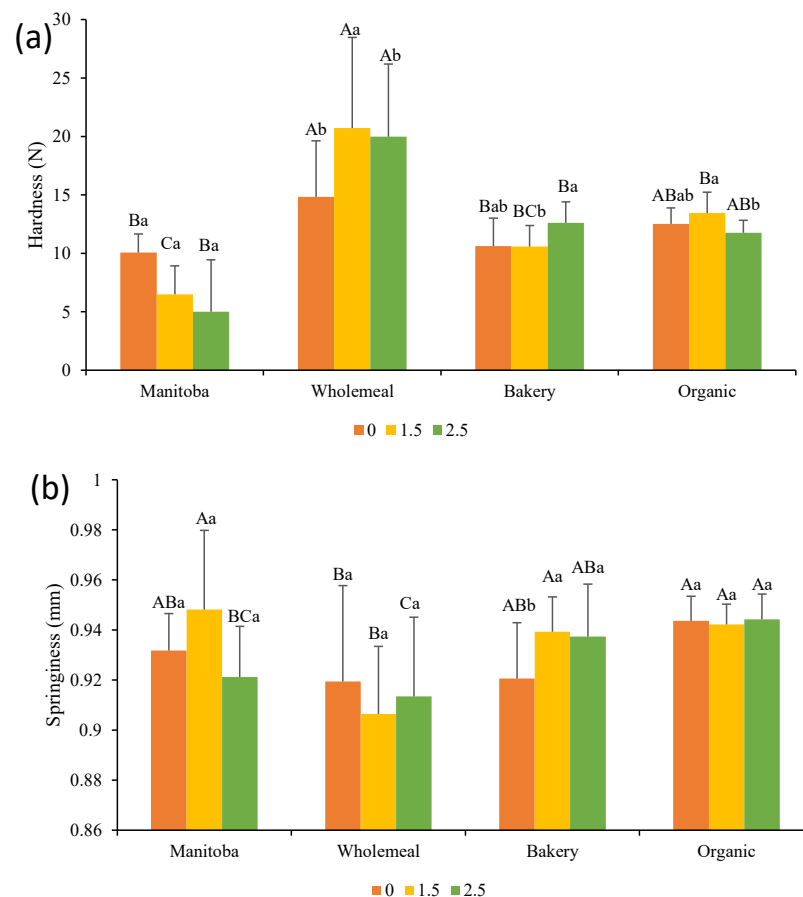 (a)
Hardness (N)
30
25
20
15
10
5
0
Ba Ca Ba
Ab Aa Ab
Bab BCb Ba
ABab Ba ABb
Manitoba Wholemeal Bakery Organic
0 1.5 2.5
(b)
Springiness (mm)
1
0.98
0.96
0.94
0.92
0.9
0.88
0.86
ABa Aa BCa
Ba Ba Ca
ABb Aa ABa
Aa Aa Aa
Manitoba Wholemeal Bakery Organic
0 1.5 2.5